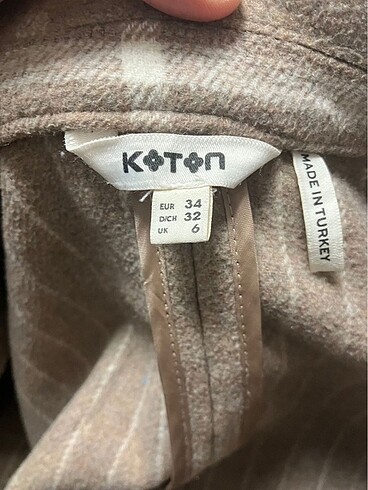 KOTON
EUR 34
D/CH 32
UK 6
MADE IN TURKEY